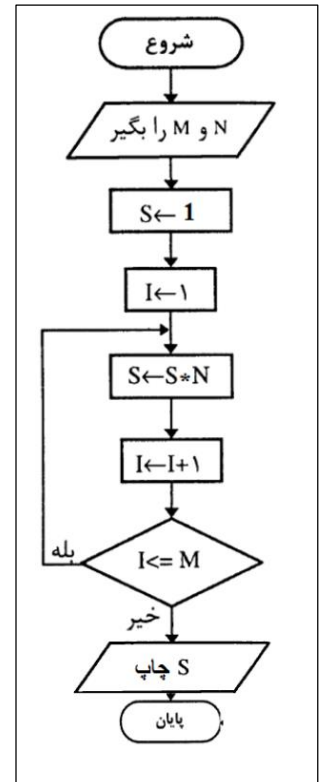 شروع
N و M را بگیر
S← 1
I←۱
S←S*N
I←I+۱
I<= M
بله
خیر
S چاپ
پایان